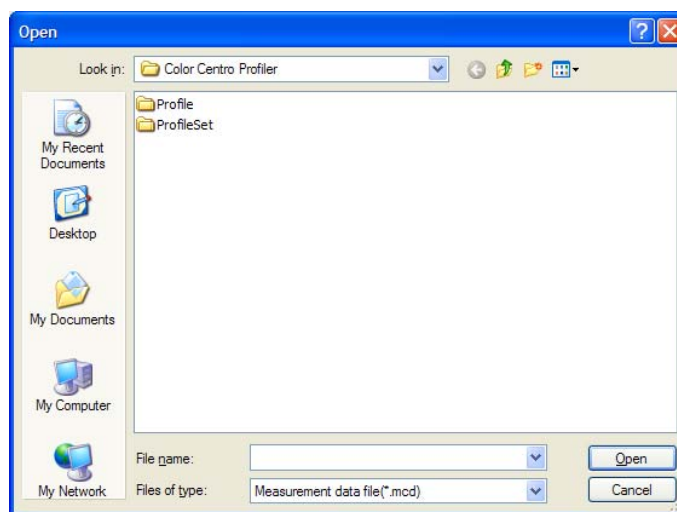 Open
Look in: Color Centro Profiler
Profile
ProfileSet
My Recent
Documents
Desktop
My Documents
My Computer
My Network
File name:
Open
Files of type: Measurement data file(*.mcd)
Cancel